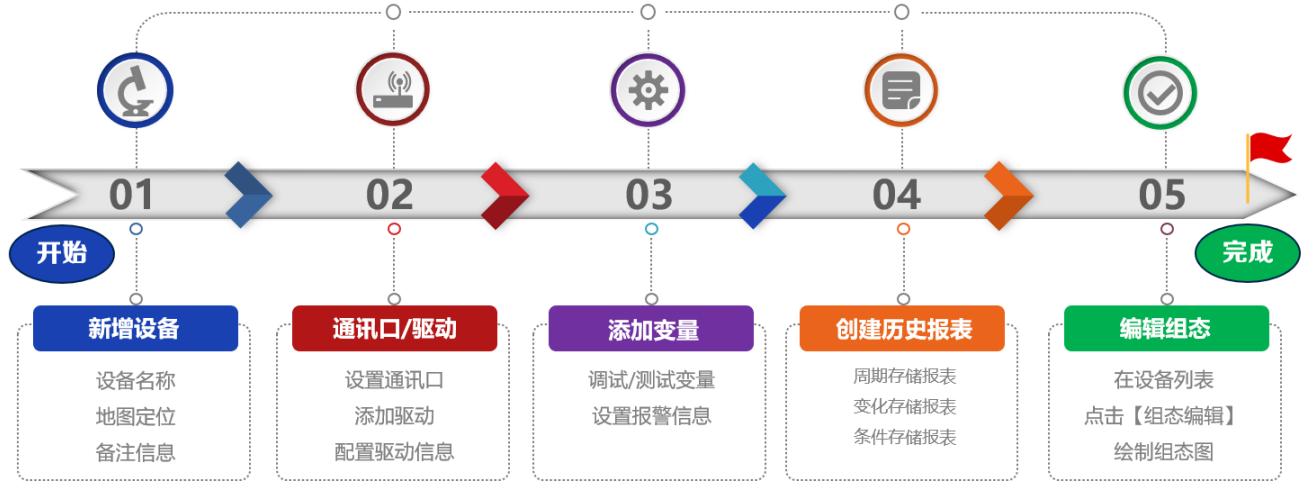 01
02
03
04
05
开始
完成
新增设备
设备名称
地图定位
备注信息
通讯口/驱动
设置通讯口
添加驱动
配置驱动信息
添加变量
调试/测试变量
设置报警信息
创建历史报表
周期存储报表
变化存储报表
条件存储报表
编辑组态
在设备列表
点击【组态编辑】
绘制组态图